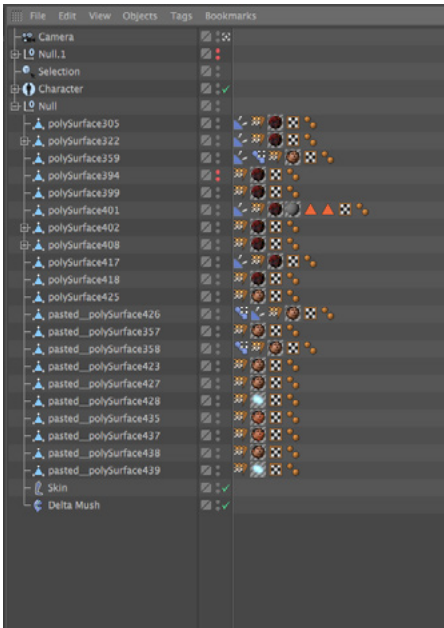 File Edit View Objects Tags Bookmarks
Camera
Null.1
Selection
Character
Null
polySurface305
polySurface322
polySurface359
polySurface394
polySurface399
polySurface401
polySurface402
polySurface408
polySurface417
polySurface418
polySurface425
pasted__polySurface426
pasted__polySurface357
pasted__polySurface358
pasted__polySurface423
pasted__polySurface427
pasted__polySurface428
pasted__polySurface435
pasted__polySurface437
pasted__polySurface438
pasted__polySurface439
Skin
Delta Mush